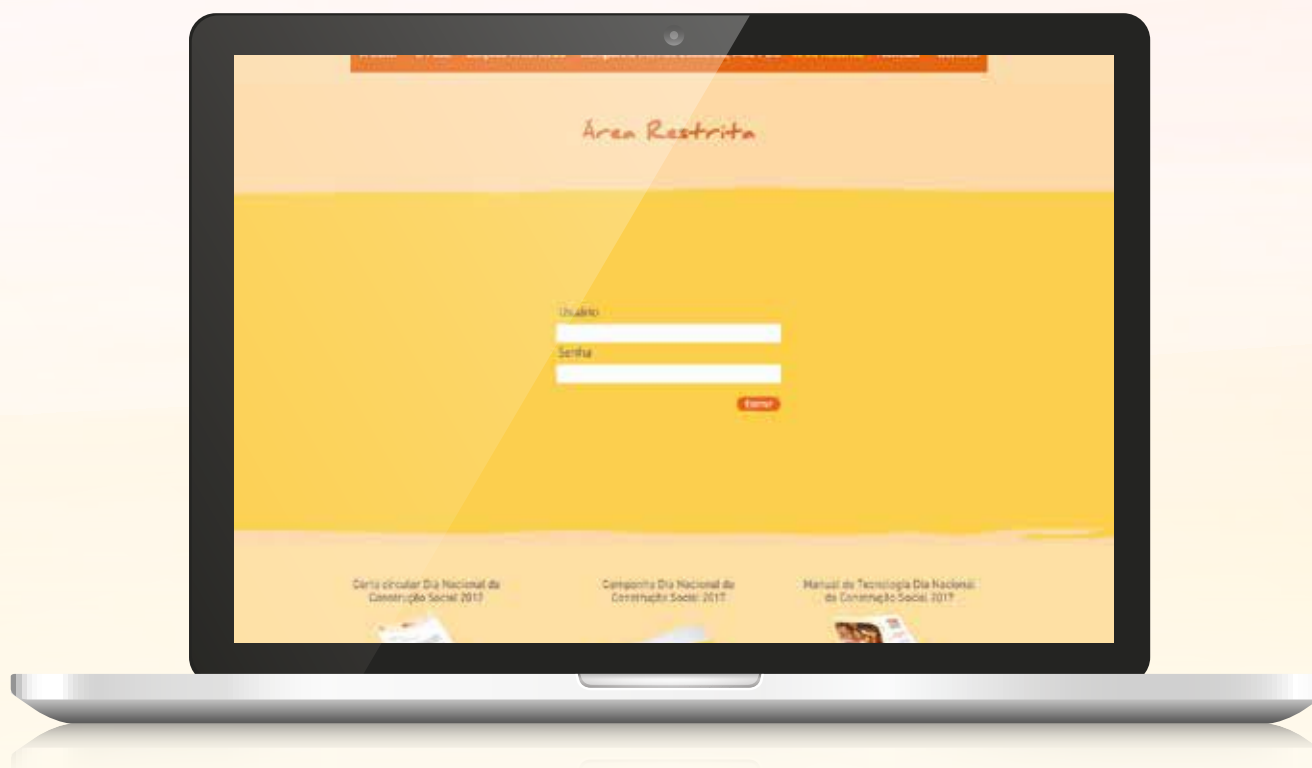 Área Restrita
Usuário
Senha
Entrar
Carta circular Dia Nacional da
Construção Social 2017
Campanha Dia Nacional da
Construção Social 2017
Manual de Tecnologia Dia Nacional
da Construção Social 2017